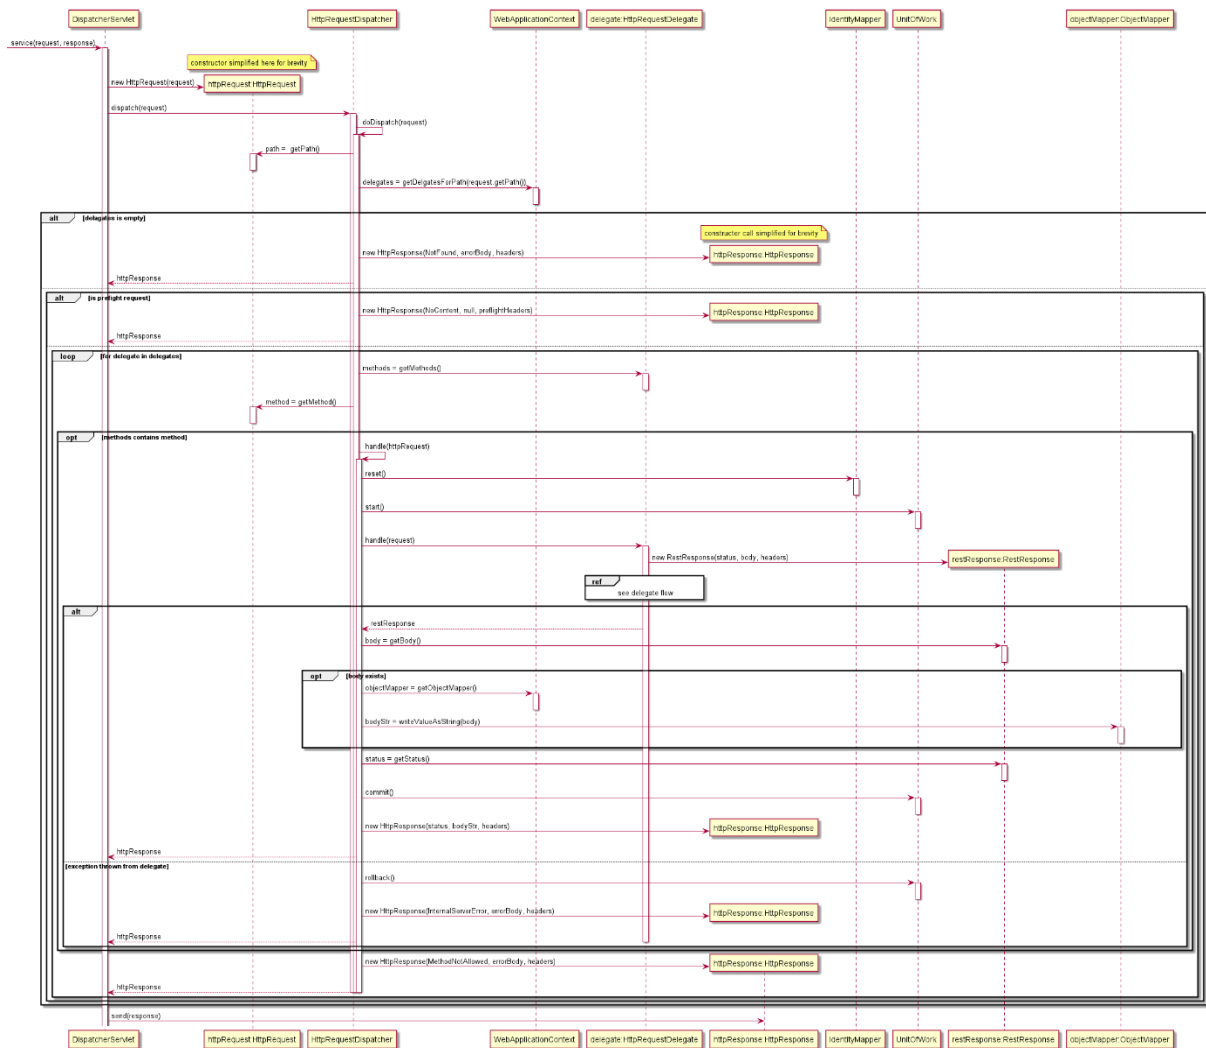 DispatcherServlet
HttpRequestDispatcher
WebApplicationContext
delegate:HttpRequestDelegate
IdentityMapper
UnitOfWork
objectMapper:ObjectMapper
service(request, response)
constructor simplified here for brevity
new HttpRequest(request)
httpRequest:HttpRequest
dispatch(request)
doDispatch(request)
path = getPath()
delegates = getDelgatesForPath(request.getPath())
alt
[delagates is empty]
constructer call simplified for brevity
new HttpResponse(NotFound, errorBody, headers)
httpResponse:HttpResponse
httpResponse
alt
[is prefight request]
new HttpResponse(NoContent, null, preflightHeaders)
httpResponse:HttpResponse
httpResponse
loop
[for delegate in delegates]
methods = getMethods()
method = getMethod()
opt
[methods contains method]
handle(httpRequest)
reset()
start()
handle(request)
new RestResponse(status, body, headers)
restResponse:RestResponse
ref
see delegate flow
alt
restResponse
body = getBody()
opt
[body exists]
objectMapper = getObjectMapper()
bodyStr = writeValueAsString(body)
status = getStatus()
commit()
new HttpResponse(status, bodyStr, headers)
httpResponse:HttpResponse
httpResponse
[exception thrown from delegate]
rollback()
new HttpResponse(InternalServerError, errorBody, headers)
httpResponse:HttpResponse
httpResponse
new HttpResponse(MethodNotAllowed, errorBody, headers)
httpResponse:HttpResponse
httpResponse
send(response)
DispatcherServlet
httpRequest:HttpRequest
HttpRequestDispatcher
WebApplicationContext
delegate:HttpRequestDelegate
httpResponse:HttpResponse
IdentityMapper
UnitOfWork
restResponse:RestResponse
objectMapper:ObjectMapper